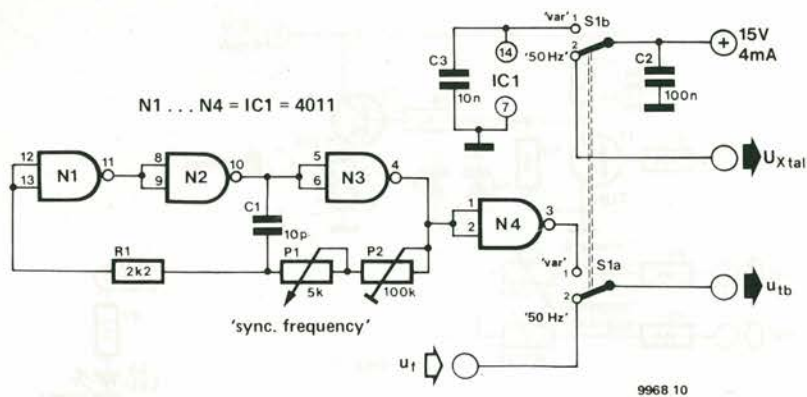 'var' 1
S1b
2
'50 Hz'
14
IC1
7
C3
10n
C2
100n
+
15V
4mA
N1 . . . N4 = IC1 = 4011
UXtal
12
13
N1
11
8
9
N2
10
5
6
N3
4
1
2
N4
3
C1
10p
R1
2k2
P1
5k
P2
100k
'sync. frequency'
'var' 1
S1a
2
'50 Hz'
utb
uf
9968 10